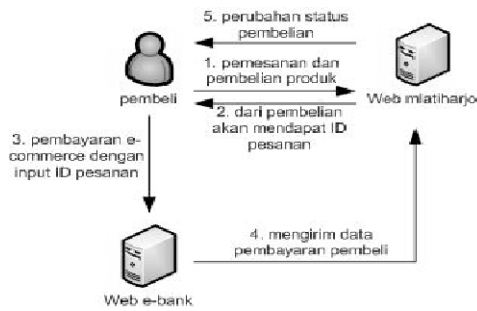 5. perubahan status
pembelian
1. pemesanan dan
pembelian produk
pembeli
Web mlatiharjo
2. dari pembelian
akan mendapat ID
pesanan
3. pembayaran e-
commerce dengan
input ID pesanan
4. mengirim data
pembayaran pembeli
Web e-bank